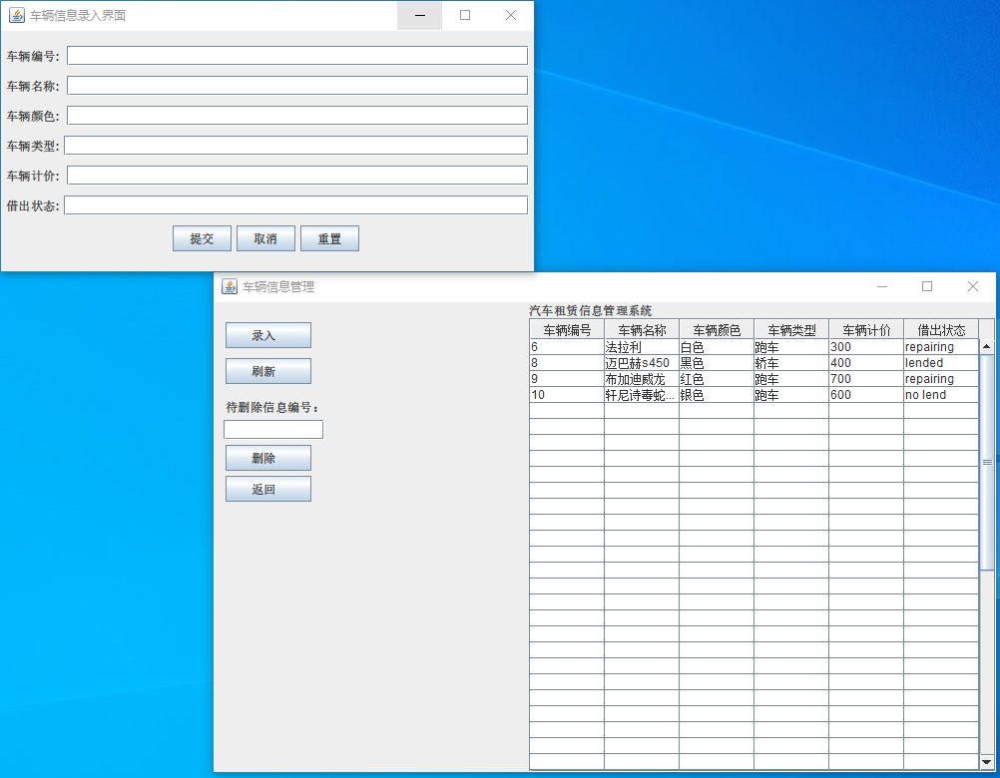 车辆信息录入界面
车辆编号:
车辆名称:
车辆颜色:
车辆类型:
车辆计价:
借出状态:
提交 取消 重置
车辆信息管理
录入
刷新
待删除信息编号:
删除
返回
汽车租赁信息管理系统
车辆编号 车辆名称 车辆颜色 车辆类型 车辆计价 借出状态
6 法拉利 白色 跑车 300 repairing
8 迈巴赫s450 黑色 轿车 400 lended
9 布加迪威龙 红色 跑车 700 repairing
10 轩尼诗毒蛇... 银色 跑车 600 no lend